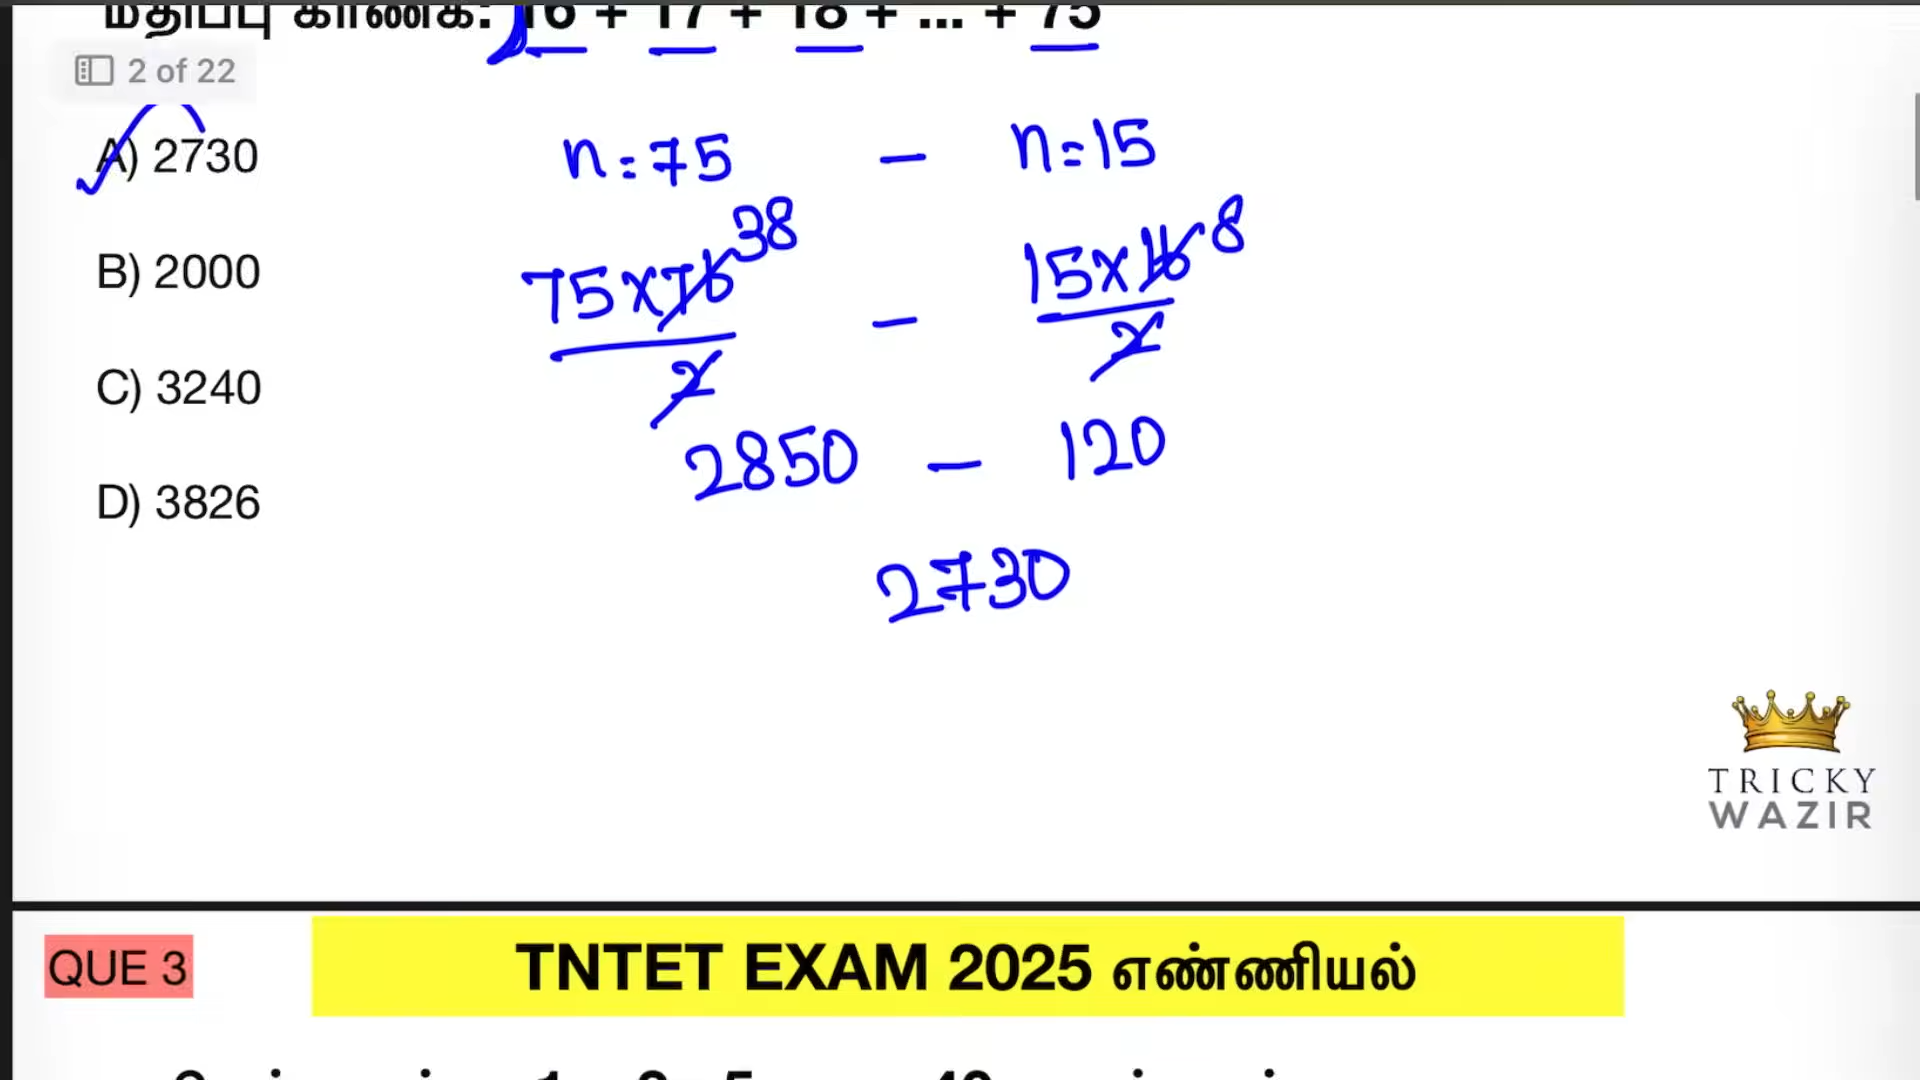 மதிப்பு காண்க: 16 + 17 + 18 + ... + 75
2 of 22
A) 2730
B) 2000
C) 3240
D) 3826
n=75 - n=15
75×76 38 - 15×16 8
2 2
2850 - 120
2730
TRICKY
WAZIR
QUE 3
TNTET EXAM 2025 எண்ணியல்